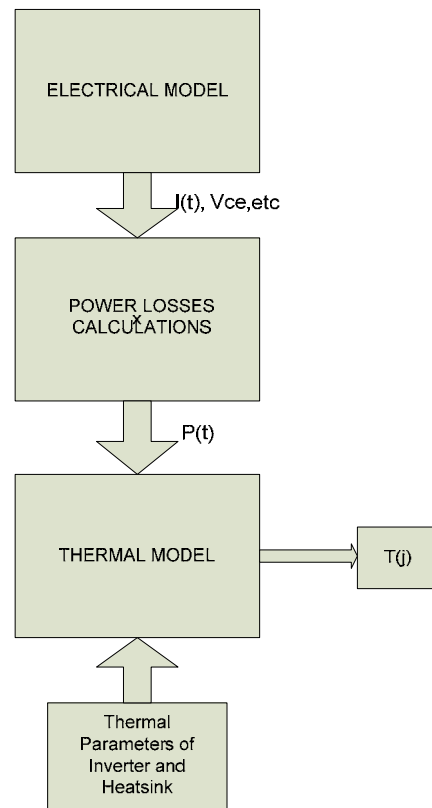 ELECTRICAL MODEL
I(t), Vce,etc
POWER LOSSES
CALCULATIONS
x
P(t)
THERMAL MODEL
T(j)
Thermal
Parameters of
Inverter and
Heatsink